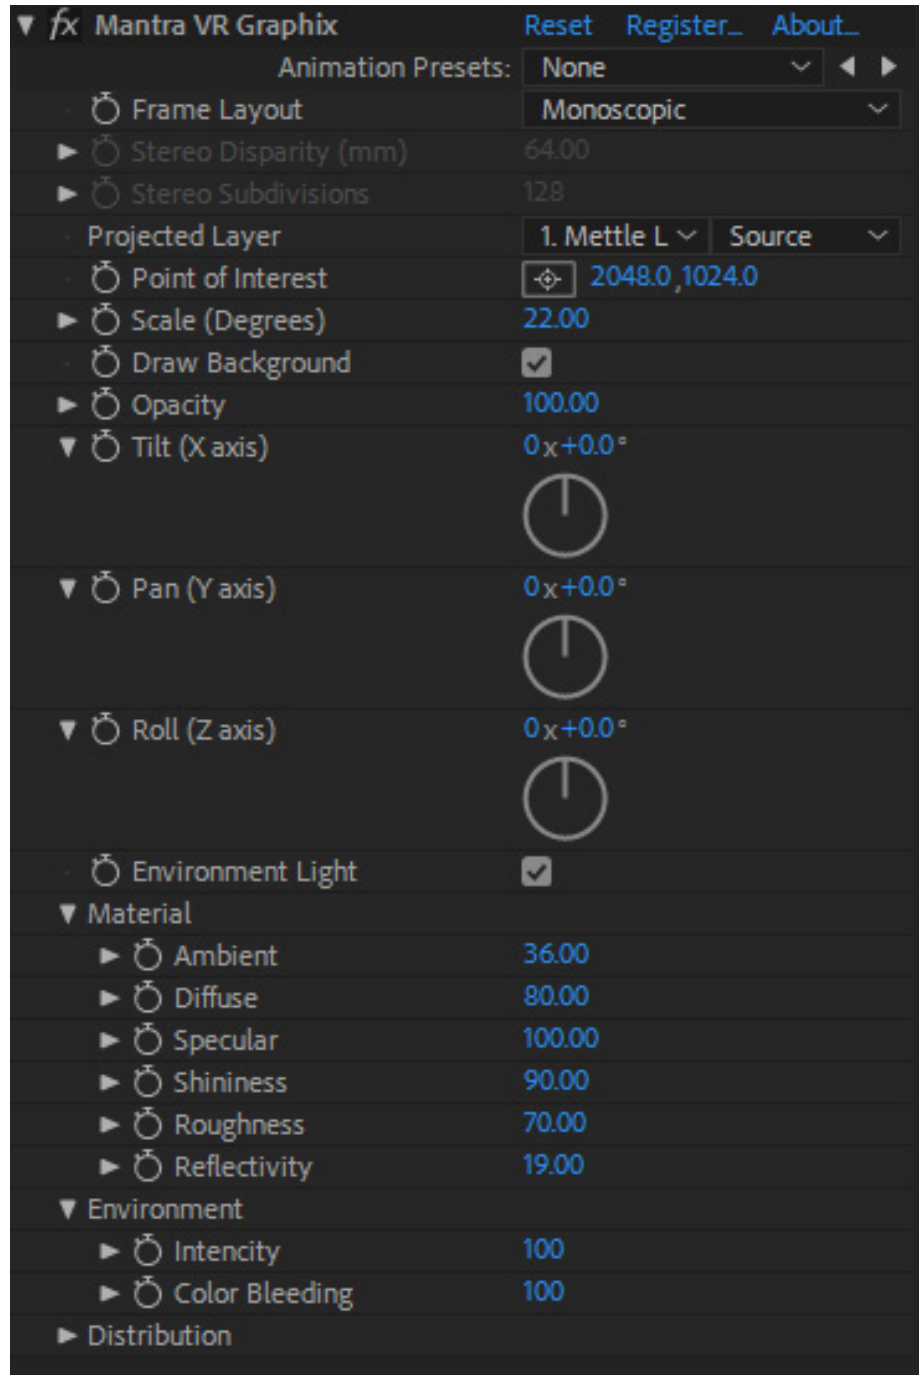 fx Mantra VR Graphix Reset Register... About...
Animation Presets: None
Frame Layout Monoscopic
Stereo Disparity (mm) 64.00
Stereo Subdivisions 128
Projected Layer 1. Mettle L Source
Point of Interest 2048.0,1024.0
Scale (Degrees) 22.00
Draw Background
Opacity 100.00
Tilt (X axis) 0x+0.0°
Pan (Y axis) 0x+0.0°
Roll (Z axis) 0x+0.0°
Environment Light
Material
Ambient 36.00
Diffuse 80.00
Specular 100.00
Shininess 90.00
Roughness 70.00
Reflectivity 19.00
Environment
Intencity 100
Color Bleeding 100
Distribution